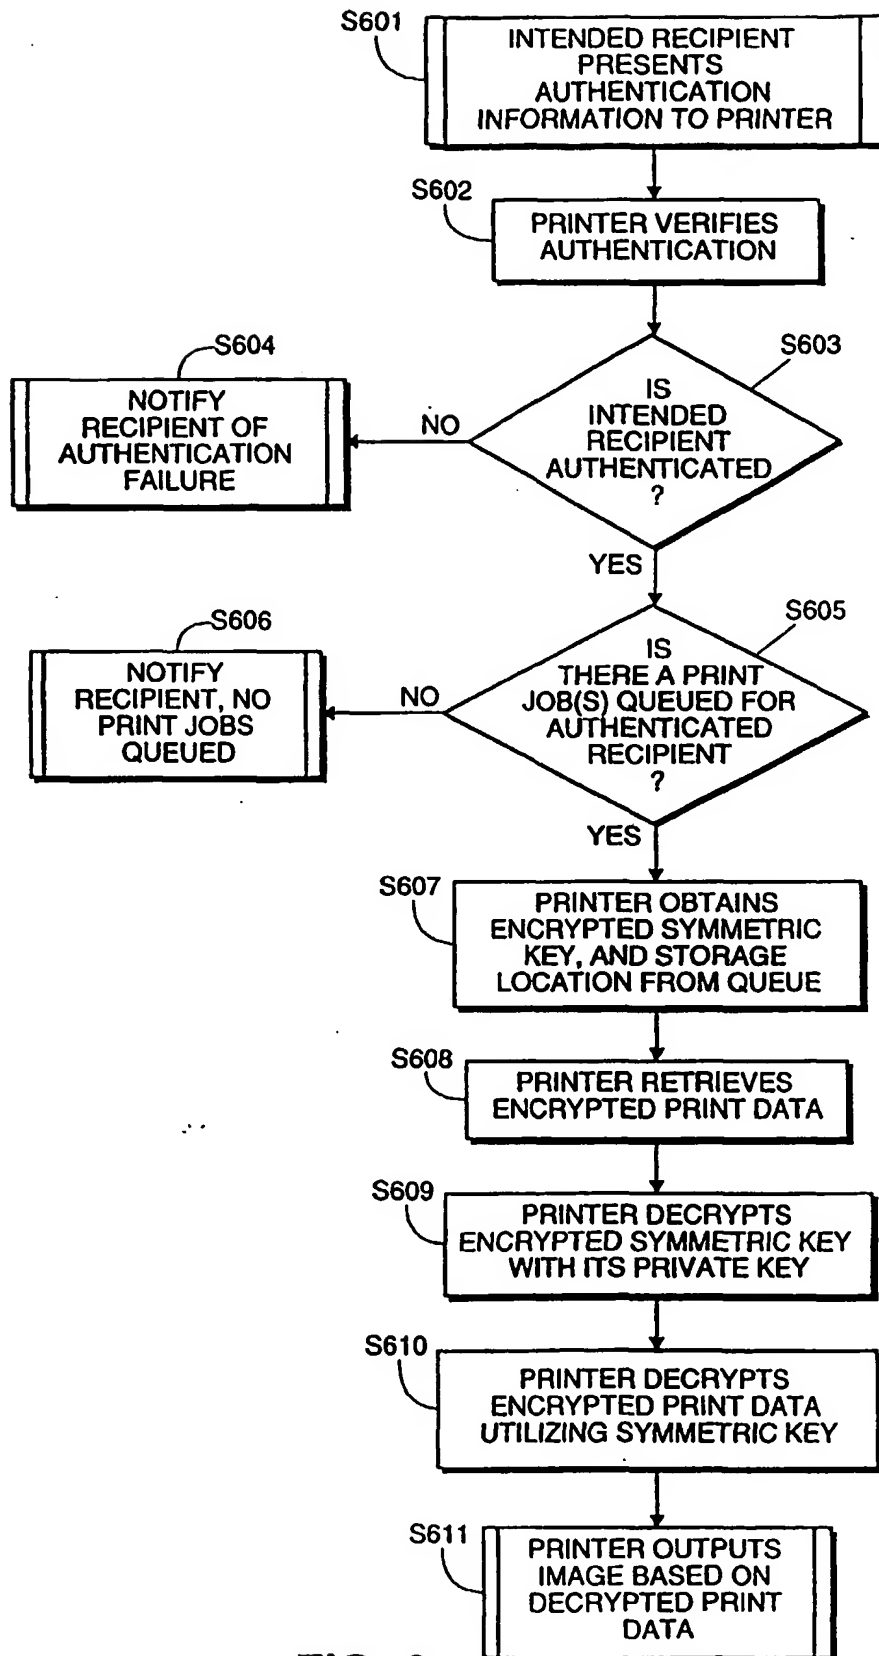 S601
INTENDED RECIPIENT
PRESENTS
AUTHENTICATION
INFORMATION TO PRINTER
S602
PRINTER VERIFIES
AUTHENTICATION
S603
IS
INTENDED
RECIPIENT
AUTHENTICATED
?
NO
S604
NOTIFY
RECIPIENT OF
AUTHENTICATION
FAILURE
YES
S605
IS
THERE A PRINT
JOB(S) QUEUED FOR
AUTHENTICATED
RECIPIENT
?
NO
S606
NOTIFY
RECIPIENT, NO
PRINT JOBS
QUEUED
YES
S607
PRINTER OBTAINS
ENCRYPTED SYMMETRIC
KEY, AND STORAGE
LOCATION FROM QUEUE
S608
PRINTER RETRIEVES
ENCRYPTED PRINT DATA
S609
PRINTER DECRYPTS
ENCRYPTED SYMMETRIC KEY
WITH ITS PRIVATE KEY
S610
PRINTER DECRYPTS
ENCRYPTED PRINT DATA
UTILIZING SYMMETRIC KEY
S611
PRINTER OUTPUTS
IMAGE BASED ON
DECRYPTED PRINT
DATA